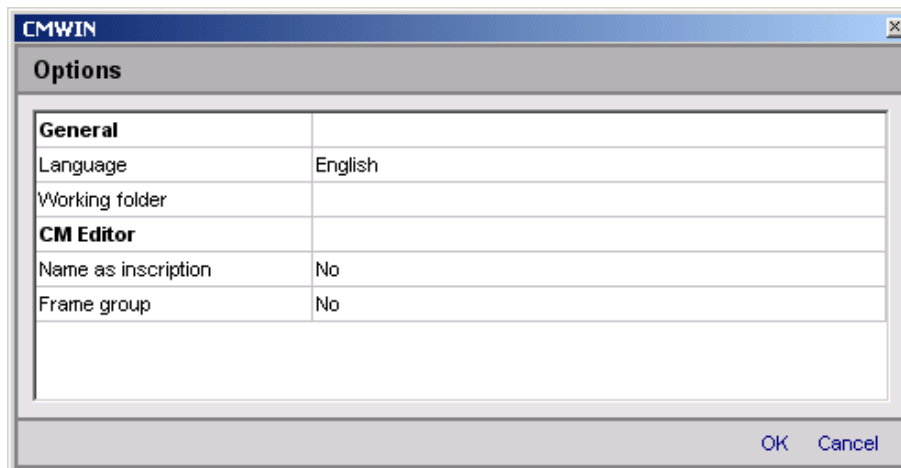 CMWIN
Options
General
Language English
Working folder
CM Editor
Name as inscription No
Frame group No
OK Cancel